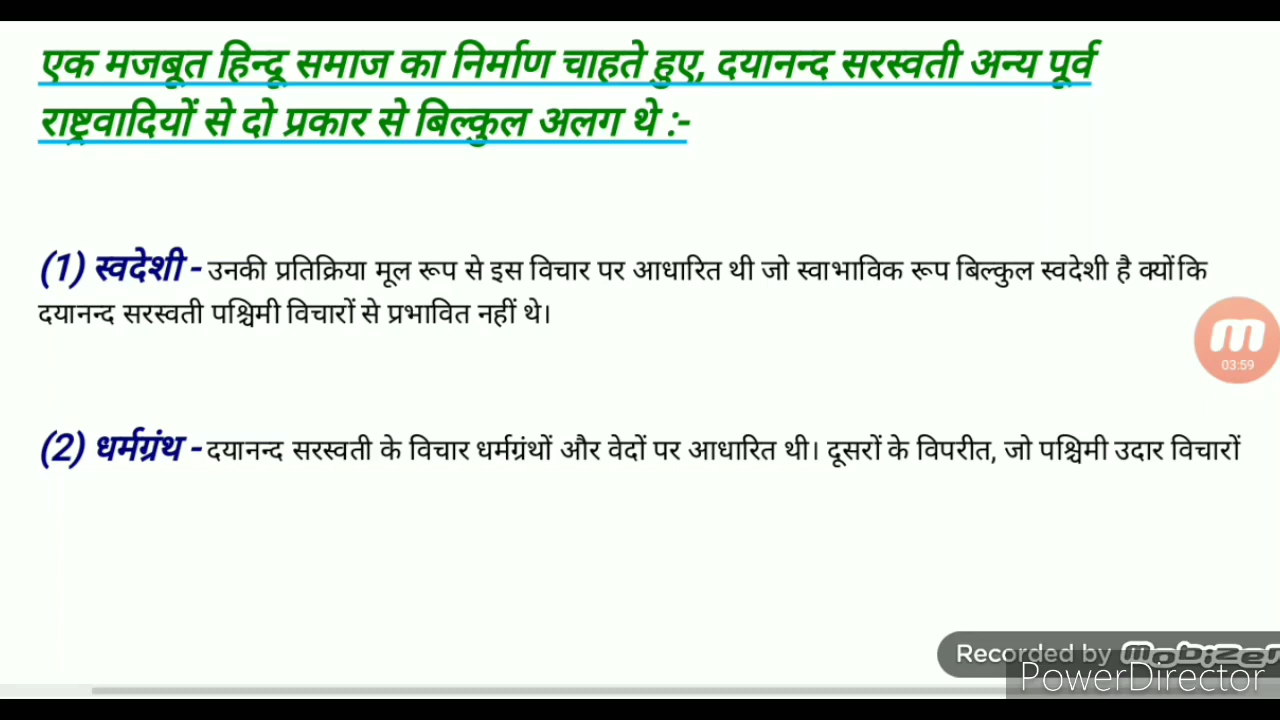 एक मजबूत हिन्दू समाज का निर्माण चाहते हुए, दयानन्द सरस्वती अन्य पूर्व
राष्ट्रवादियों से दो प्रकार से बिल्कुल अलग थे :-
(1) स्वदेशी - उनकी प्रतिक्रिया मूल रूप से इस विचार पर आधारित थी जो स्वाभाविक रूप बिल्कुल स्वदेशी है क्योंकि
दयानन्द सरस्वती पश्चिमी विचारों से प्रभावित नहीं थे।
03:59
(2) धर्मग्रंथ - दयानन्द सरस्वती के विचार धर्मग्रंथों और वेदों पर आधारित थी। दूसरों के विपरीत, जो पश्चिमी उदार विचारों
Recorded by
PowerDirector